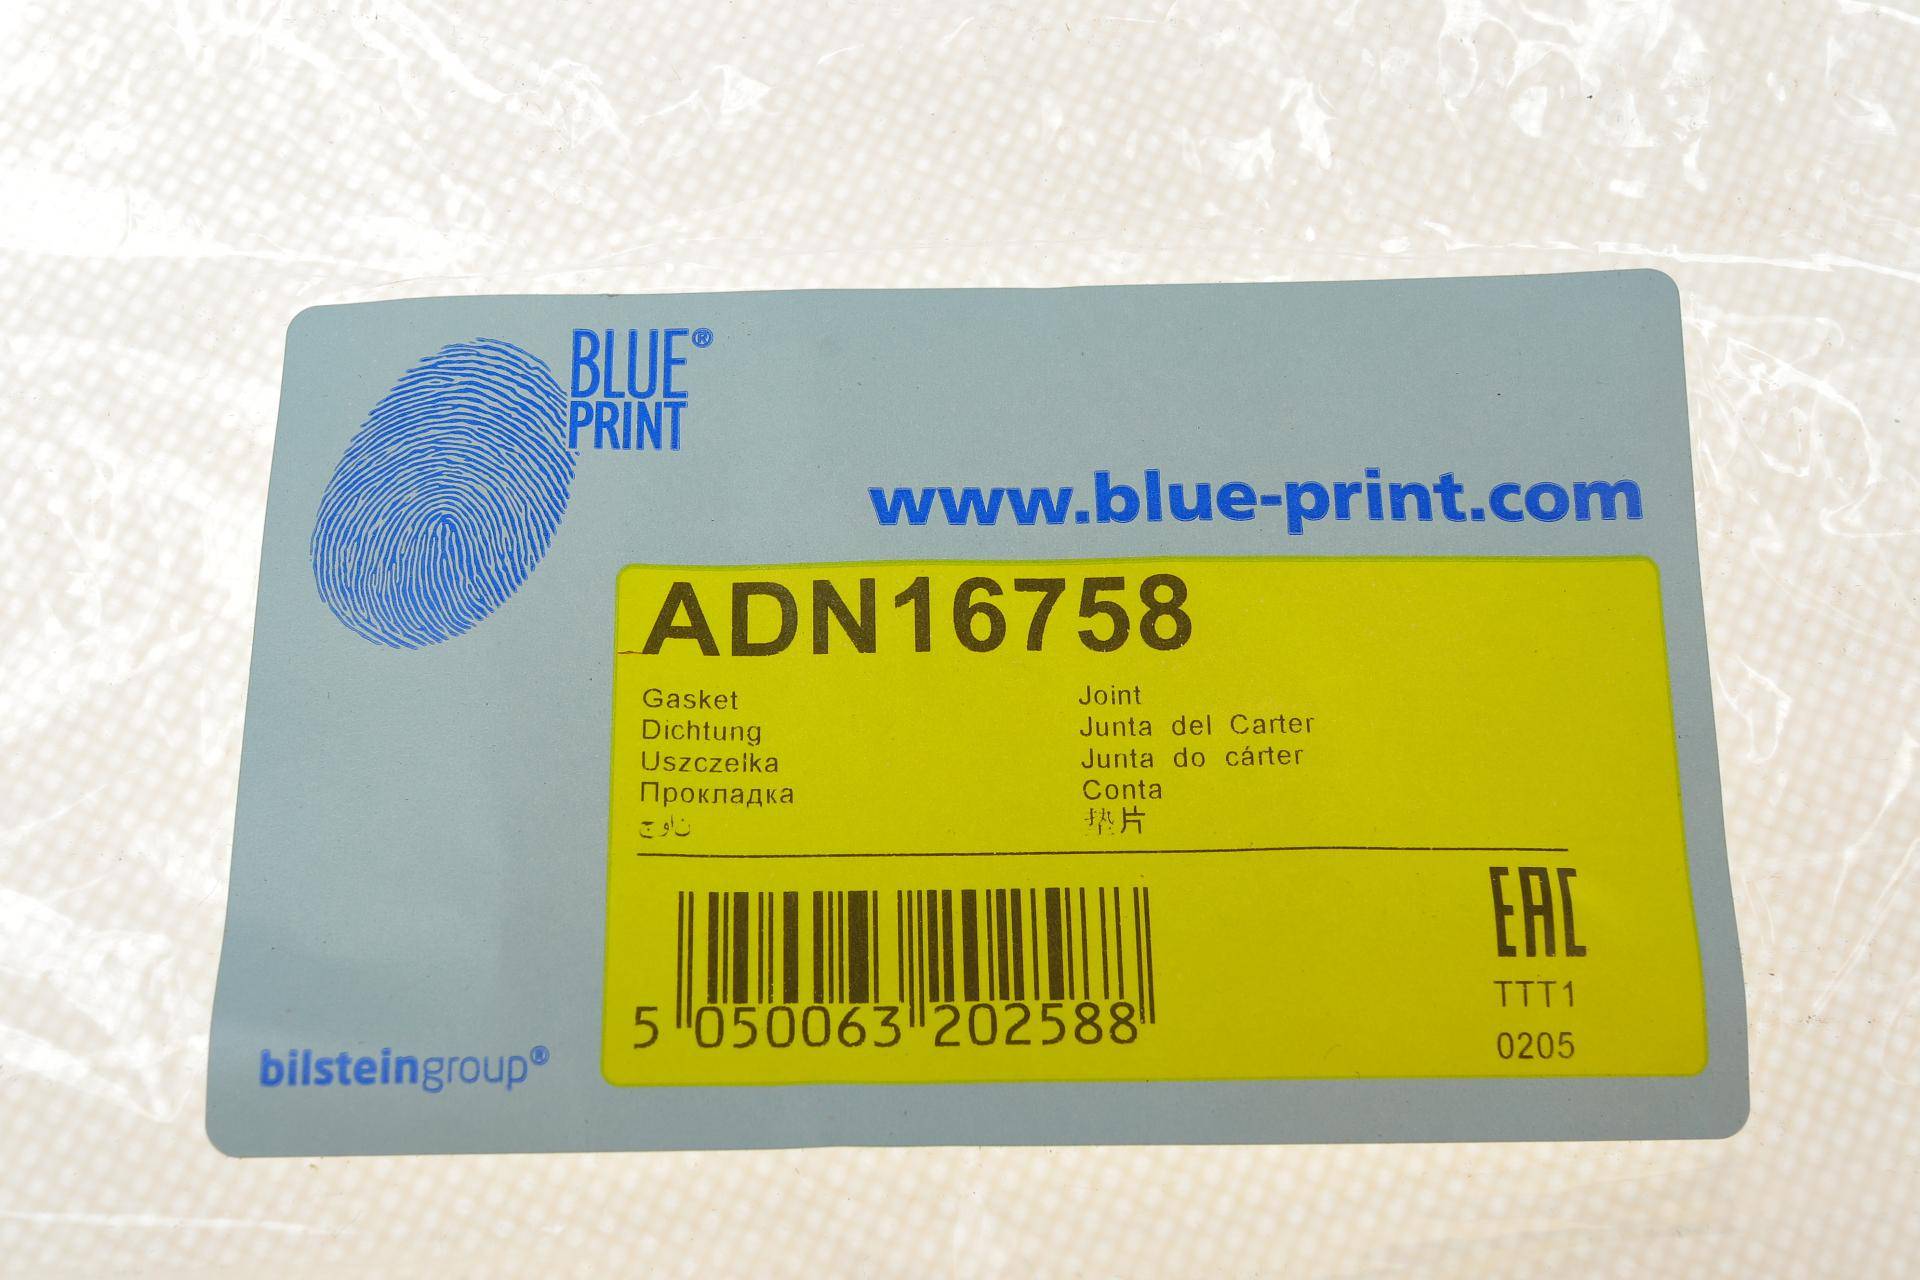 BLUE®
PRINT
www.blue-print.com
ADN16758
Gasket
Dichtung
Uszczelka
Прокладка
جوان
Joint
Junta del Carter
Junta do cárter
Conta
垫片
5 050063 202588
EAC
TTT1
0205
bilsteingroup®